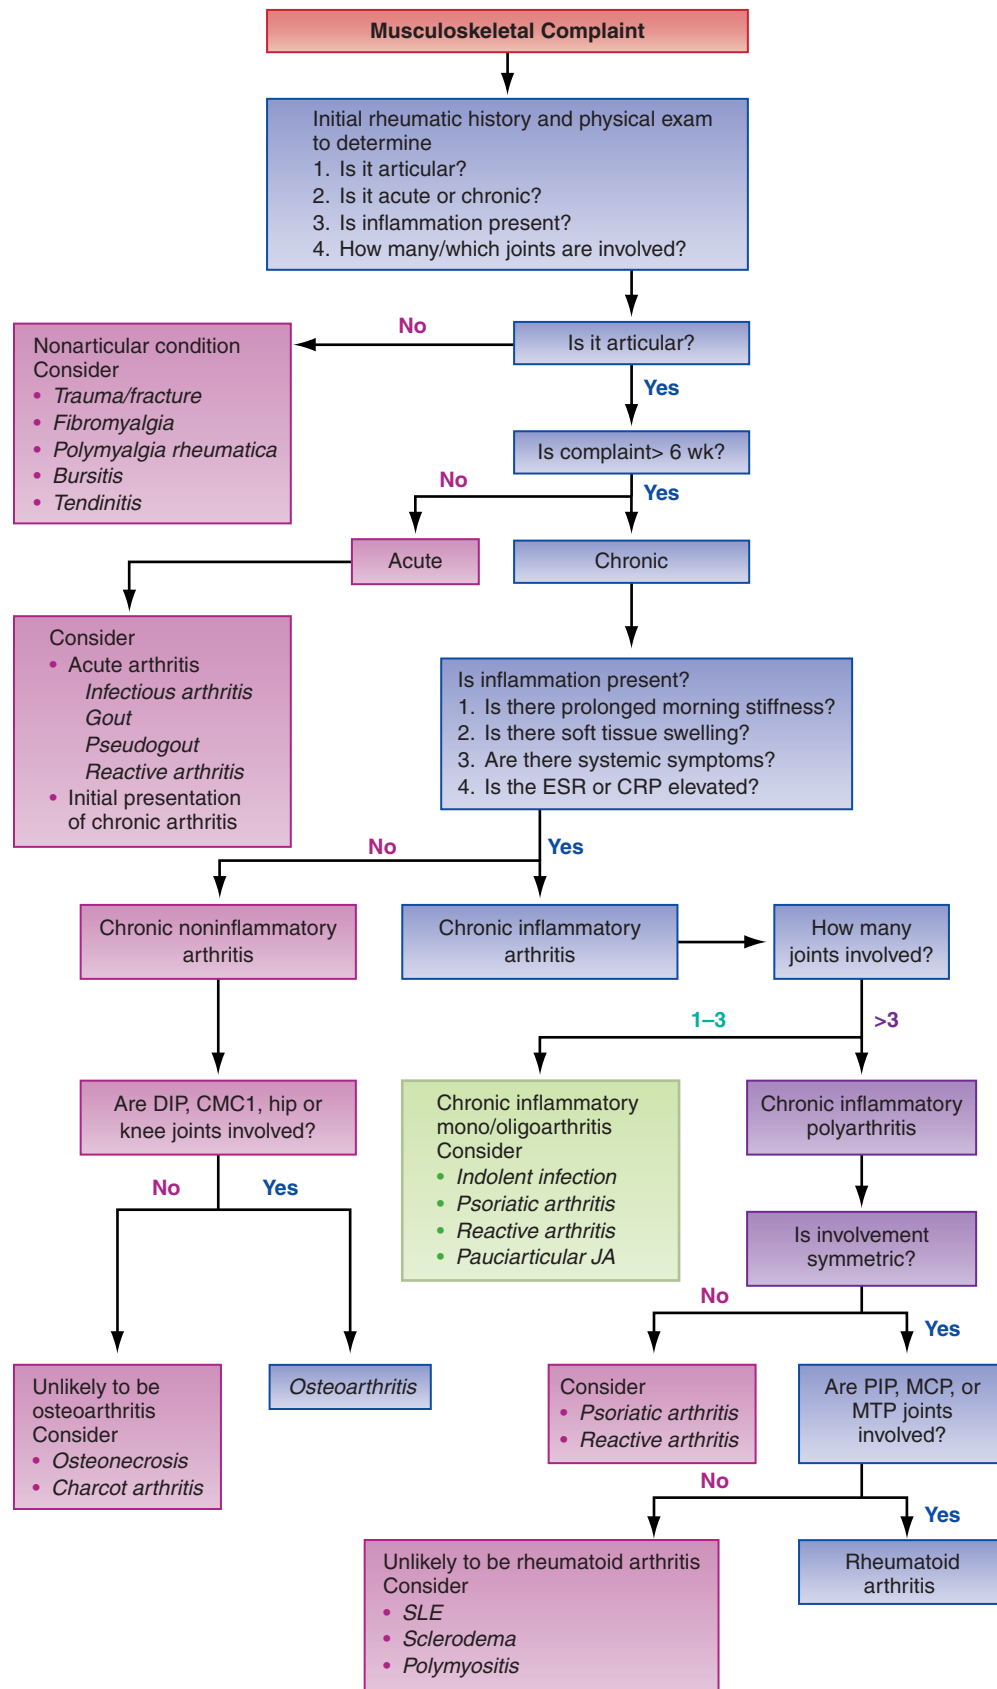 Musculoskeletal Complaint
Initial rheumatic history and physical exam
to determine
1. Is it articular?
2. Is it acute or chronic?
3. Is inflammation present?
4. How many/which joints are involved?
Is it articular?
No
Nonarticular condition
Consider
• Trauma/fracture
• Fibromyalgia
• Polymyalgia rheumatica
• Bursitis
• Tendinitis
Yes
Is complaint> 6 wk?
No
Yes
Acute
Chronic
Consider
• Acute arthritis
Infectious arthritis
Gout
Pseudogout
Reactive arthritis
• Initial presentation
of chronic arthritis
Is inflammation present?
1. Is there prolonged morning stiffness?
2. Is there soft tissue swelling?
3. Are there systemic symptoms?
4. Is the ESR or CRP elevated?
No
Yes
Chronic noninflammatory
arthritis
Chronic inflammatory
arthritis
How many
joints involved?
1–3
>3
Are DIP, CMC1, hip or
knee joints involved?
Chronic inflammatory
mono/oligoarthritis
Consider
• Indolent infection
• Psoriatic arthritis
• Reactive arthritis
• Pauciarticular JA
Chronic inflammatory
polyarthritis
No
Yes
Is involvement
symmetric?
No
Yes
Unlikely to be
osteoarthritis
Consider
• Osteonecrosis
• Charcot arthritis
Osteoarthritis
Consider
• Psoriatic arthritis
• Reactive arthritis
Are PIP, MCP, or
MTP joints
involved?
No
Yes
Unlikely to be rheumatoid arthritis
Consider
• SLE
• Sclerodema
• Polymyositis
Rheumatoid
arthritis